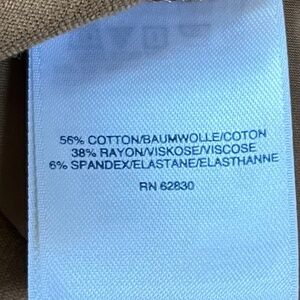 56% COTTON/BAUMWOLLE/COTON
38% RAYON/VISKOSE/VISCOSE
6% SPANDEX/ELASTANE/ELASTHANNE
RN 62830